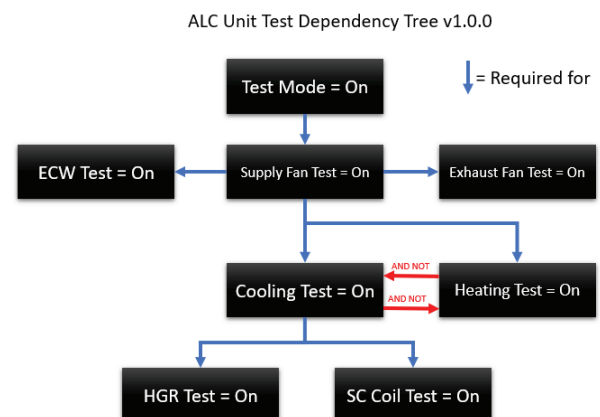 ALC Unit Test Dependency Tree v1.0.0
Test Mode = On
= Required for
ECW Test = On
Supply Fan Test = On
Exhaust Fan Test = On
AND NOT
Cooling Test = On
Heating Test = On
AND NOT
HGR Test = On
SC Coil Test = On